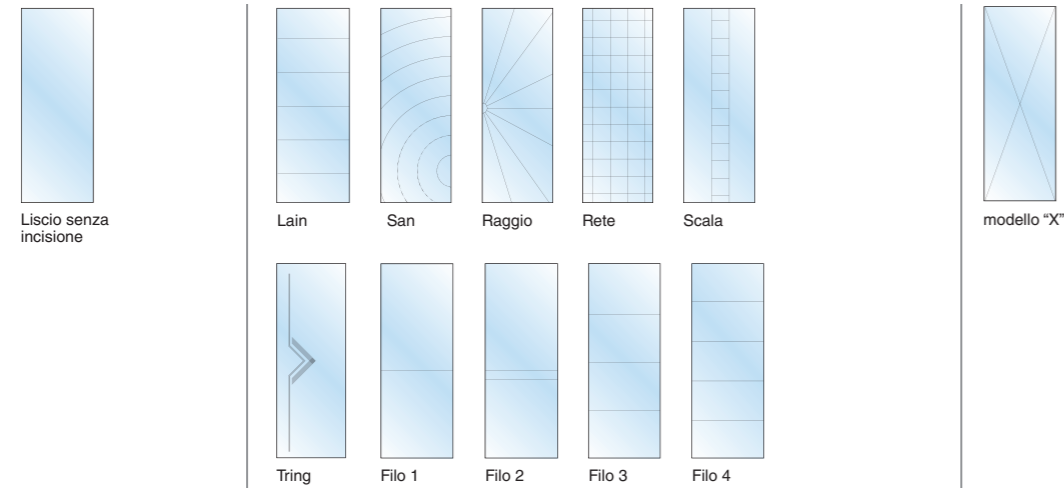 Liscio senza
incisione
Lain
San
Raggio
Rete
Scala
modello “X”
Tring
Filo 1
Filo 2
Filo 3
Filo 4